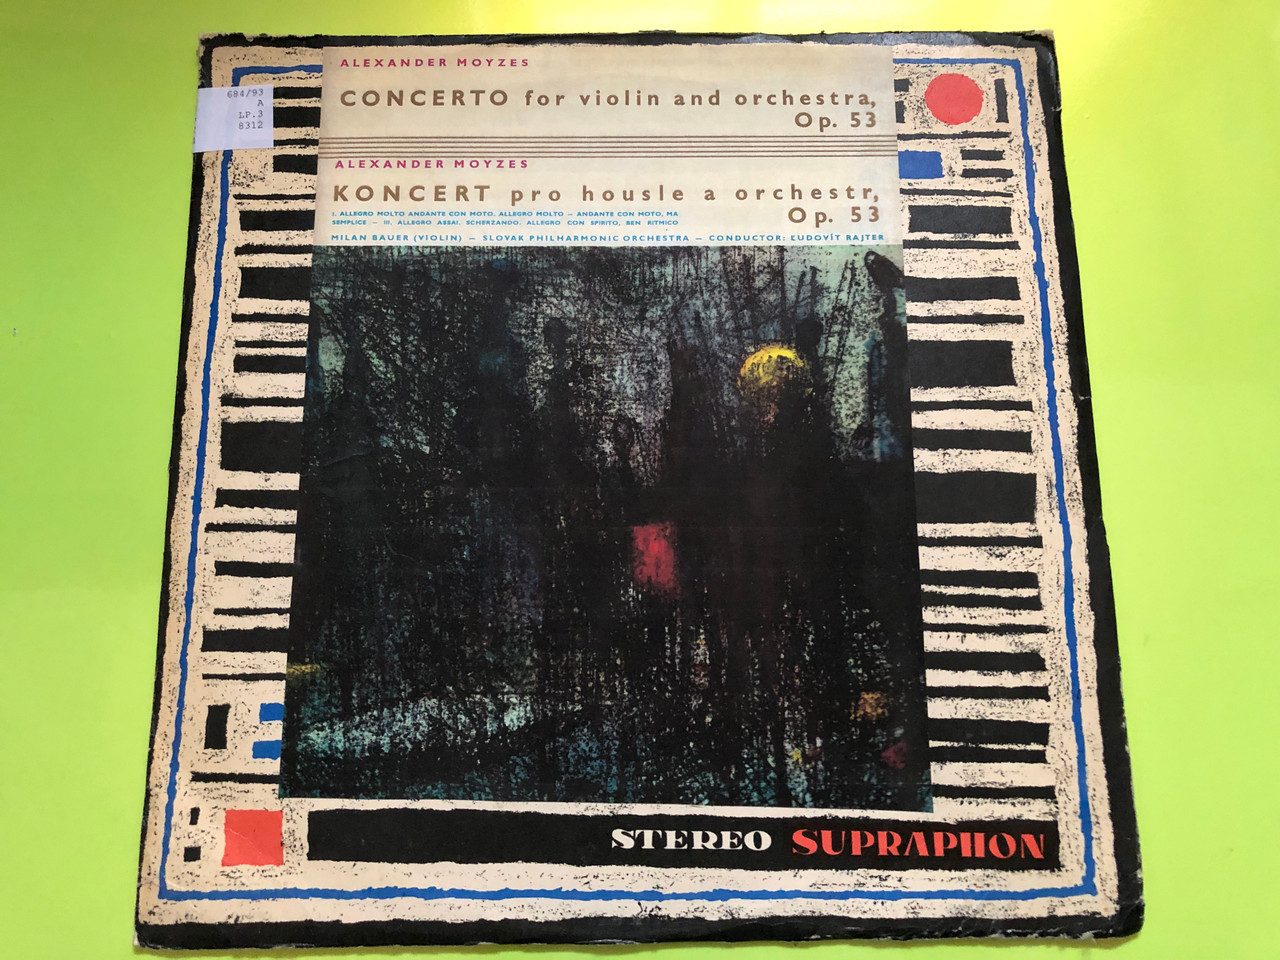 684/93
A
LP.3
8312
ALEXANDER MOYZES
CONCERTO for violin and orchestra,
Op. 53
ALEXANDER MOYZES
KONCERT pro housle a orchestr,
Op. 53
I. ALLEGRO MOLTO ANDANTE CON MOTO. ALLEGRO MOLTO – ANDANTE CON MOTO, MA
SEMPLICE – III. ALLEGRO ASSAI. SCHERZANDO. ALLEGRO CON SPIRITO, BEN RITMICO
MILAN BAUER (VIOLIN) – SLOVAK PHILHARMONIC ORCHESTRA – CONDUCTOR: ĽUDOVÍT RAJTER
STEREO SUPRAPHON